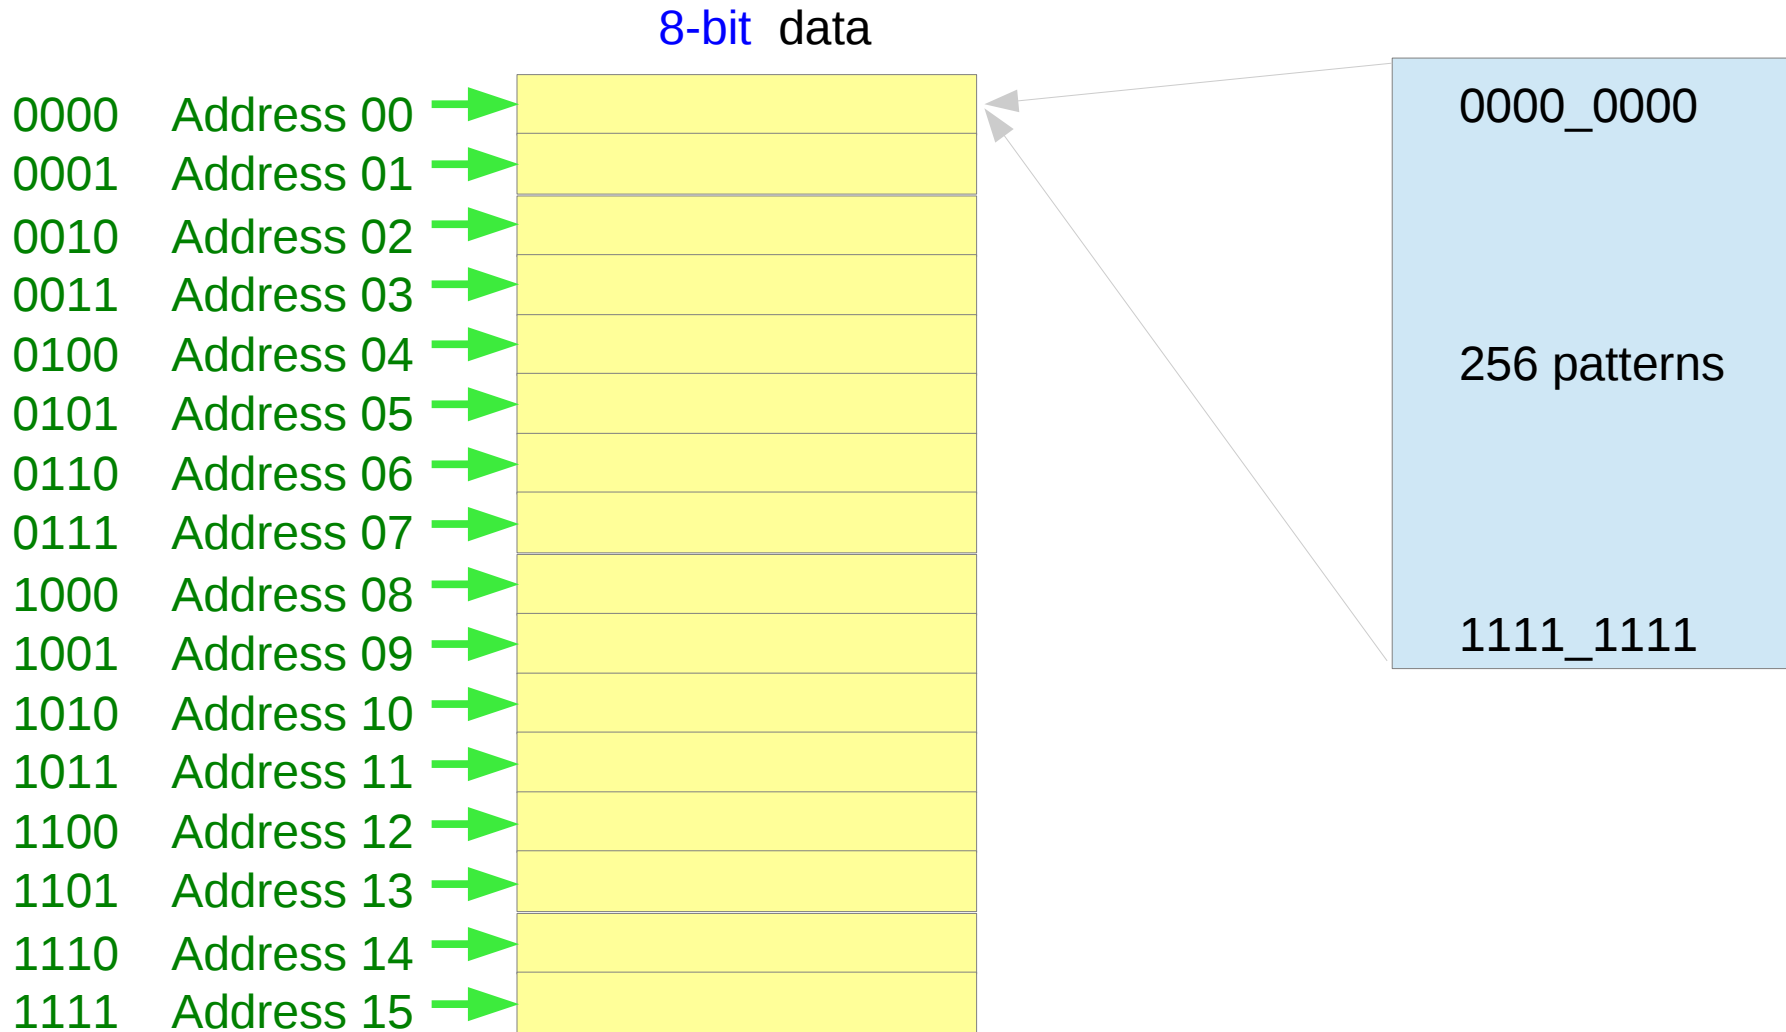 8-bit data
0000 Address 00
0001 Address 01
0010 Address 02
0011 Address 03
0100 Address 04
0101 Address 05
0110 Address 06
0111 Address 07
1000 Address 08
1001 Address 09
1010 Address 10
1011 Address 11
1100 Address 12
1101 Address 13
1110 Address 14
1111 Address 15
0000_0000
256 patterns
1111_1111